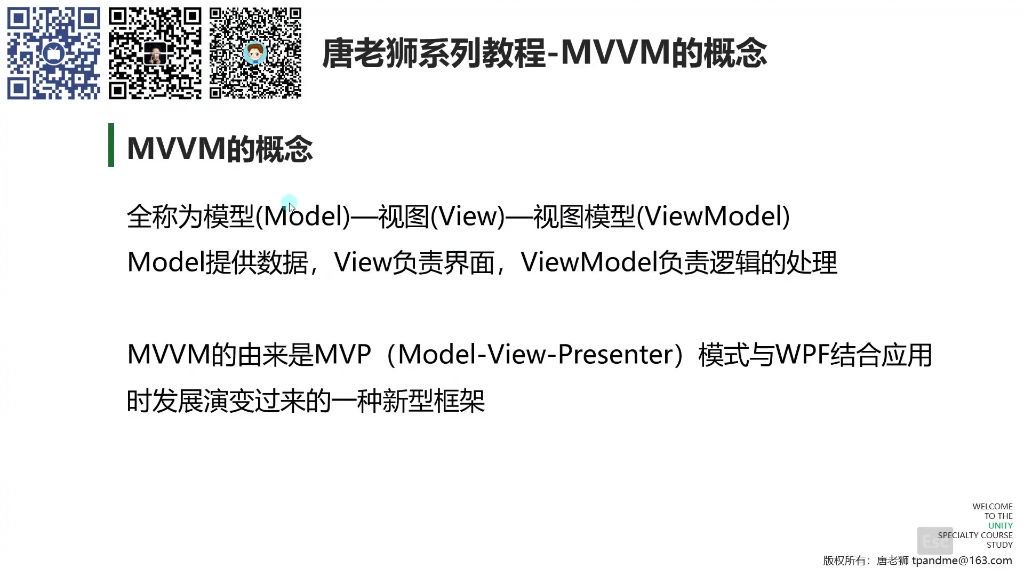 唐老狮系列教程-MVVM的概念
MVVM的概念
全称为模型(Model)—视图(View)—视图模型(ViewModel)
Model提供数据，View负责界面，ViewModel负责逻辑的处理
MVVM的由来是MVP（Model-View-Presenter）模式与WPF结合应用
时发展演变过来的一种新型框架
WELCOME
TO THE
UNITY
SPECIALTY COURSE
STUDY
Esc
版权所有：唐老狮 tpandme@163.com